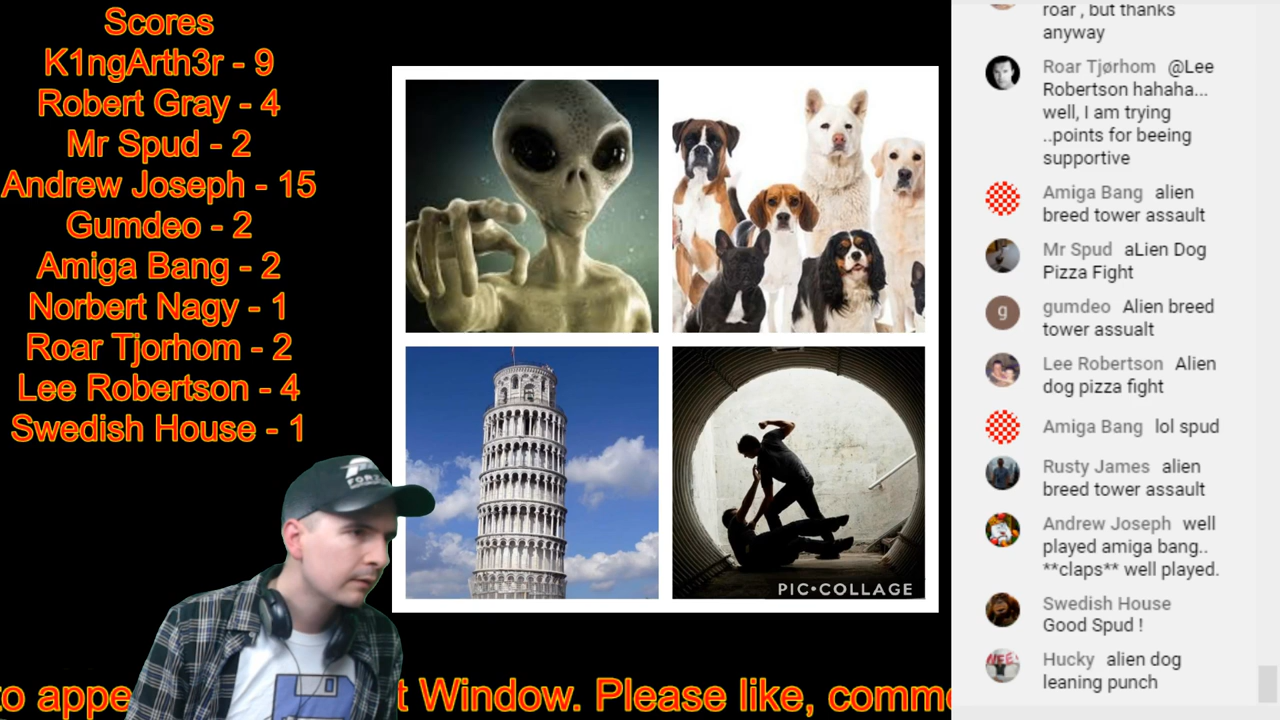 Scores
K1ngArth3r - 9
Robert Gray - 4
Mr Spud - 2
Andrew Joseph - 15
Gumdeo - 2
Amiga Bang - 2
Norbert Nagy - 1
Roar Tjorhom - 2
Lee Robertson - 4
Swedish House - 1
PIC•COLLAGE
to appe
t Window. Please like, comme
roar , but thanks
anyway
Roar Tjørhom @Lee
Robertson hahaha...
well, I am trying
..points for beeing
supportive
Amiga Bang alien
breed tower assault
Mr Spud aLien Dog
Pizza Fight
g
gumdeo Alien breed
tower assualt
Lee Robertson Alien
dog pizza fight
Amiga Bang lol spud
Rusty James alien
breed tower assault
Andrew Joseph well
played amiga bang..
**claps** well played.
Swedish House
Good Spud !
Hucky alien dog
leaning punch